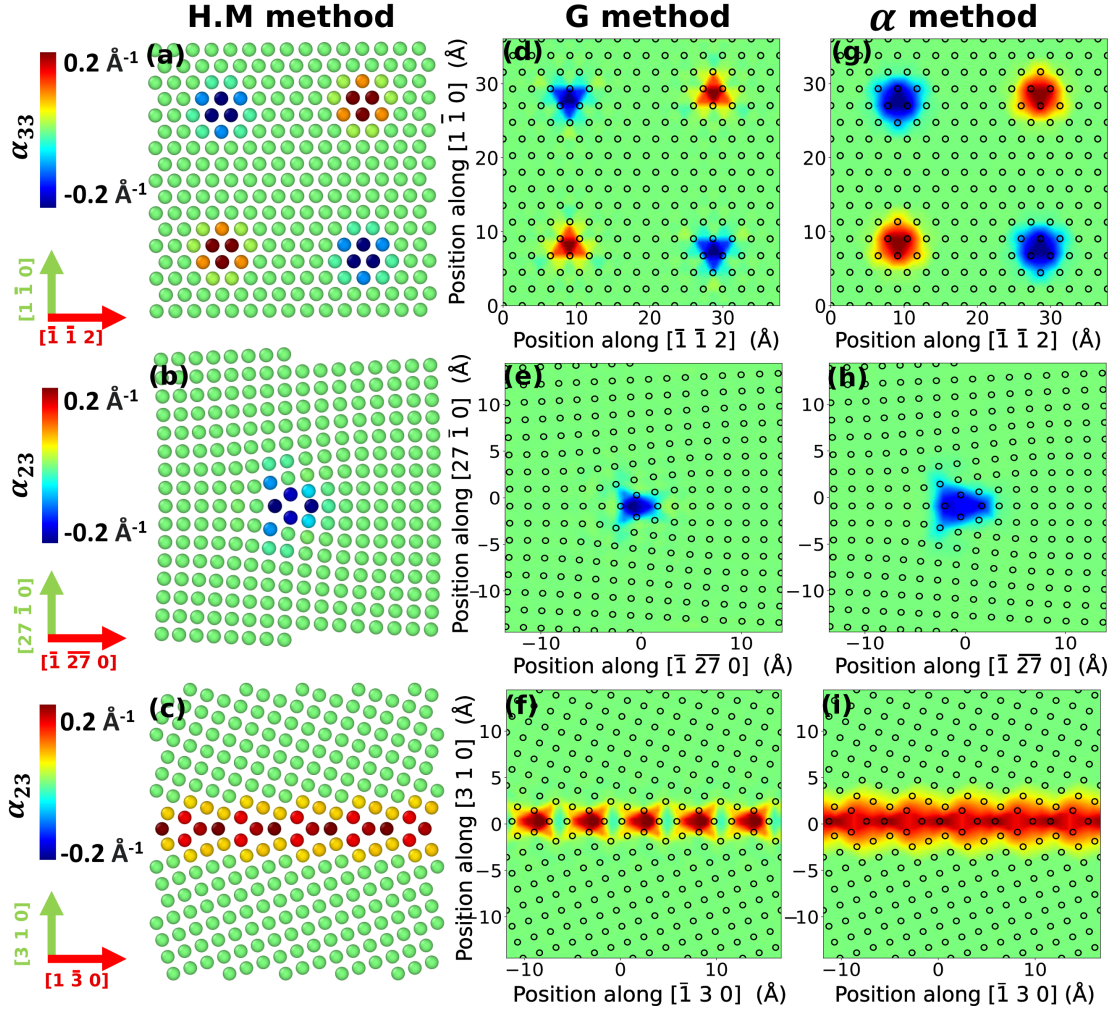 H.M method G method α method
(a)
0.2 Å⁻¹
α₃₃
-0.2 Å⁻¹
[1 1̅ 0]
[1̅ 1̅ 2]
(d)
Position along [1 1̅ 0] (Å)
30
20
10
0
0 10 20 30
Position along [1̅ 1̅ 2] (Å)
(g)
30
20
10
0
0 10 20 30
Position along [1̅ 1̅ 2] (Å)
(b)
0.2 Å⁻¹
α₂₃
-0.2 Å⁻¹
[27 1̅ 0]
[1̅ 2̅7̅ 0]
(e)
Position along [27 1̅ 0] (Å)
10
5
0
−5
−10
−10 0 10
Position along [1̅ 2̅7̅ 0] (Å)
(h)
10
5
0
−5
−10
−10 0 10
Position along [1̅ 2̅7̅ 0] (Å)
(c)
0.2 Å⁻¹
α₂₃
-0.2 Å⁻¹
[3 1 0]
[1 3̅ 0]
(f)
Position along [3 1 0] (Å)
10
5
0
−5
−10
−10 0 10
Position along [1̅ 3 0] (Å)
(i)
10
5
0
−5
−10
−10 0 10
Position along [1̅ 3 0] (Å)